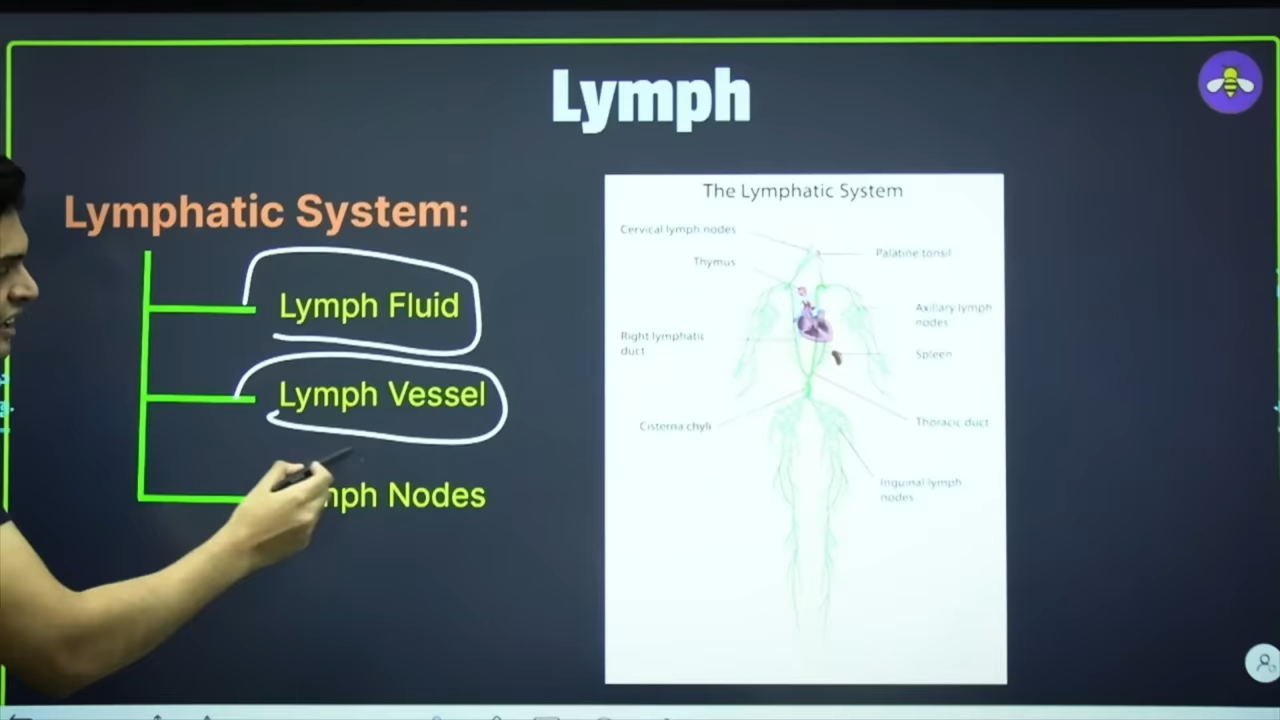 Lymph
Lymphatic System:
Lymph Fluid
Lymph Vessel
Nodes
The Lymphatic System
Cervical lymph nodes
Palatine tonsil
Thymus
Axillary lymph
nodes
Right lymphatic
duct
Spleen
Cisterna chyli
Thoracic duct
Inguinal lymph
nodes